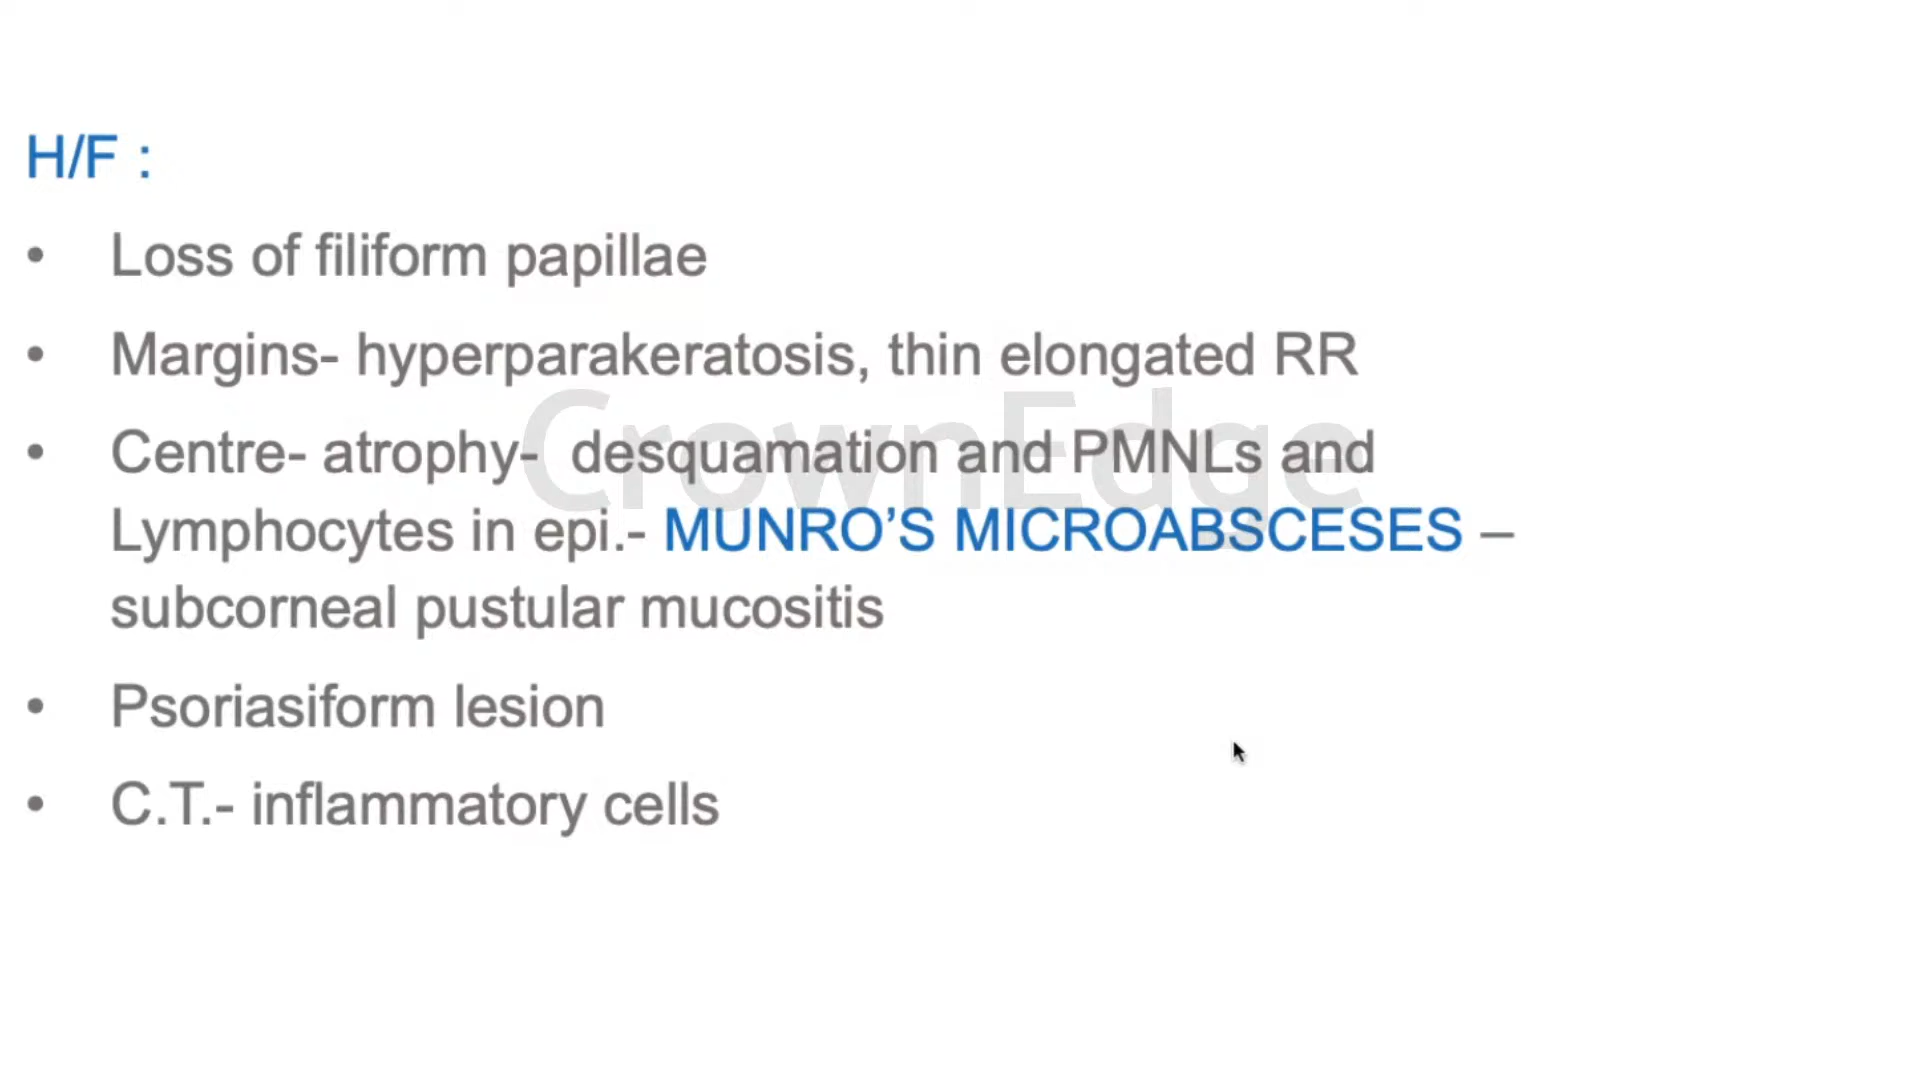 H/F :
• Loss of filiform papillae
• Margins- hyperparakeratosis, thin elongated RR
• Centre- atrophy- desquamation and PMNLs and
Lymphocytes in epi.- MUNRO’S MICROABSCESES –
subcorneal pustular mucositis
• Psoriasiform lesion
• C.T.- inflammatory cells
CrownEdge